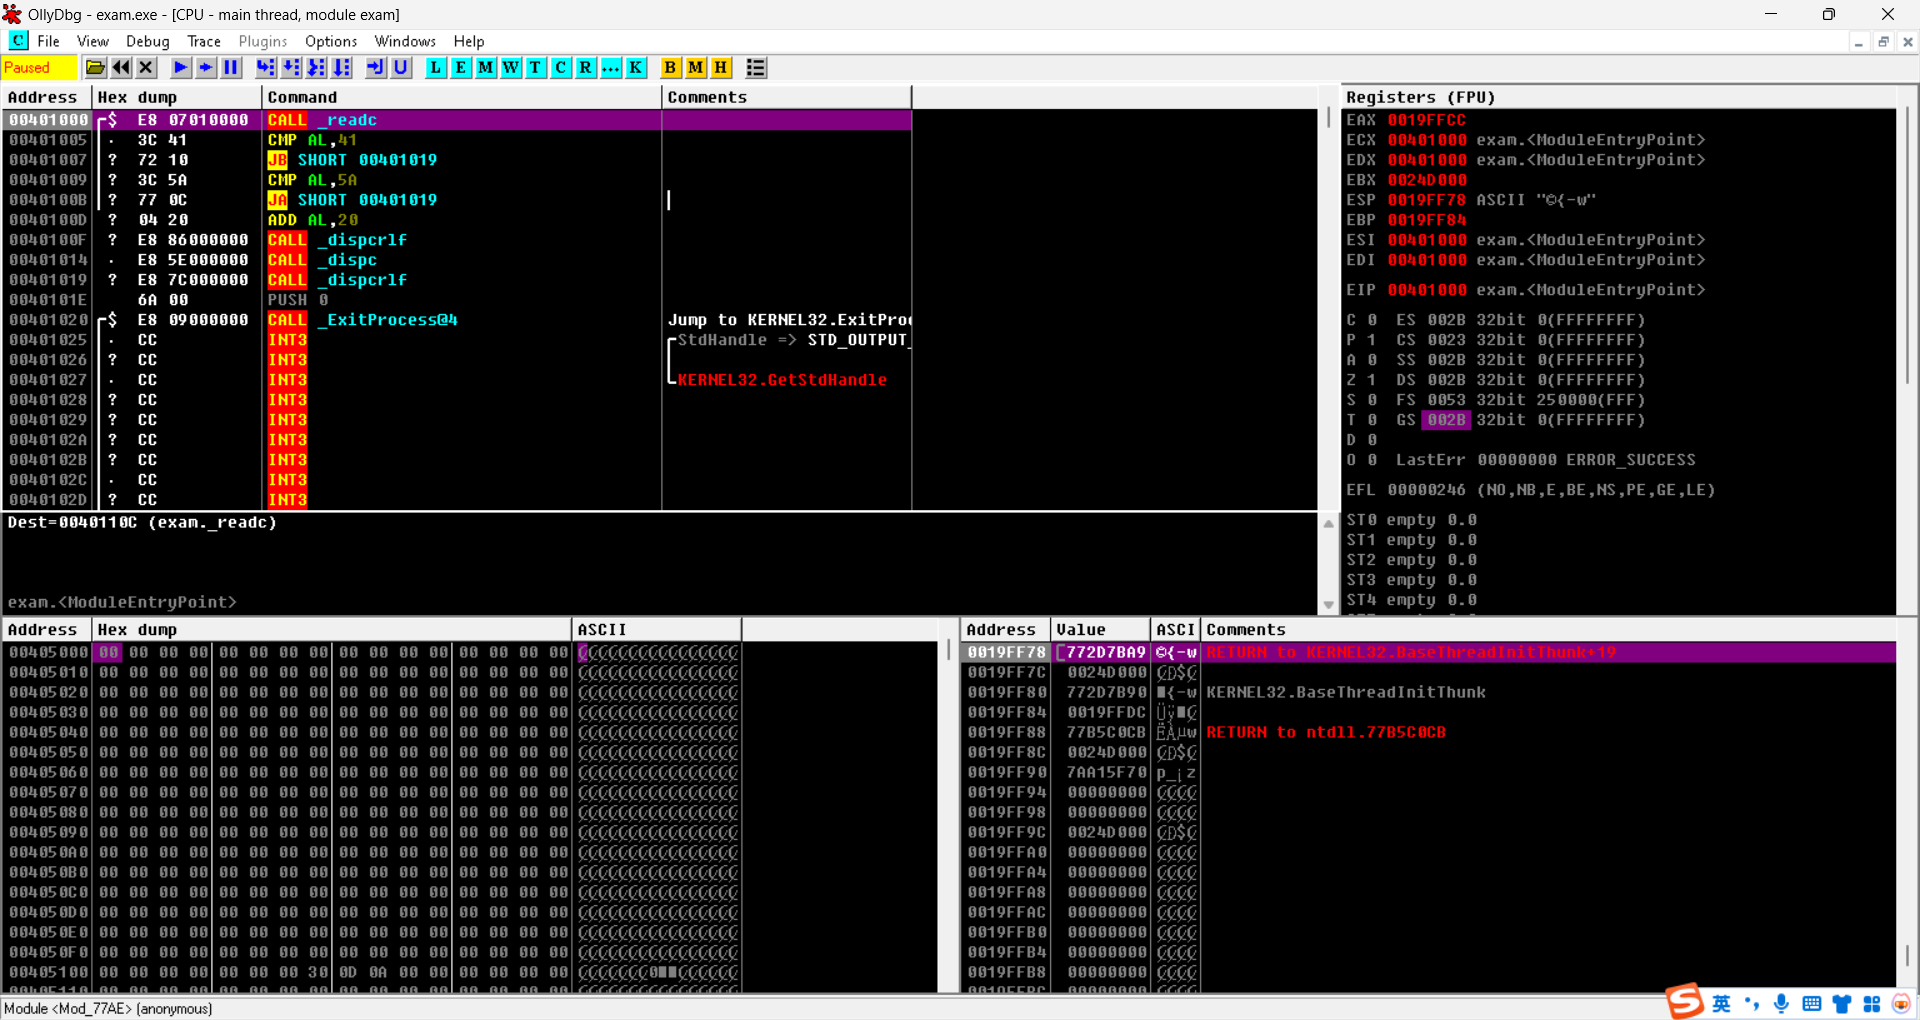 OllyDbg - exam.exe - [CPU - main thread, module exam]
C File View Debug Trace Plugins Options Windows Help
Paused L E M W T C R ... K B M H
Address Hex dump Command Comments
00401000 $ E8 07010000 CALL _readc
00401005 . 3C 41 CMP AL,41
00401007 ? 72 10 JB SHORT 00401019
00401009 ? 3C 5A CMP AL,5A
0040100B ? 77 0C JA SHORT 00401019
0040100D ? 04 20 ADD AL,20
0040100F ? E8 86000000 CALL _dispcrlf
00401014 . E8 5E000000 CALL _dispc
00401019 ? E8 7C000000 CALL _dispcrlf
0040101E 6A 00 PUSH 0
00401020 $ E8 09000000 CALL _ExitProcess@4 Jump to KERNEL32.ExitPro
00401025 . CC INT3 StdHandle => STD_OUTPUT_
00401026 ? CC INT3
00401027 . CC INT3 KERNEL32.GetStdHandle
00401028 ? CC INT3
00401029 ? CC INT3
0040102A ? CC INT3
0040102B ? CC INT3
0040102C . CC INT3
0040102D ? CC INT3
Dest=0040110C (exam._readc)
exam.<ModuleEntryPoint>
Registers (FPU)
EAX 0019FFCC
ECX 00401000 exam.<ModuleEntryPoint>
EDX 00401000 exam.<ModuleEntryPoint>
EBX 0024D000
ESP 0019FF78 ASCII "©{-w"
EBP 0019FF84
ESI 00401000 exam.<ModuleEntryPoint>
EDI 00401000 exam.<ModuleEntryPoint>
EIP 00401000 exam.<ModuleEntryPoint>
C 0 ES 002B 32bit 0(FFFFFFFF)
P 1 CS 0023 32bit 0(FFFFFFFF)
A 0 SS 002B 32bit 0(FFFFFFFF)
Z 1 DS 002B 32bit 0(FFFFFFFF)
S 0 FS 0053 32bit 250000(FFF)
T 0 GS 002B 32bit 0(FFFFFFFF)
D 0
O 0 LastErr 00000000 ERROR_SUCCESS
EFL 00000246 (NO,NB,E,BE,NS,PE,GE,LE)
ST0 empty 0.0
ST1 empty 0.0
ST2 empty 0.0
ST3 empty 0.0
ST4 empty 0.0
Address Hex dump ASCII
00405000 00 00 00 00 00 00 00 00 00 00 00 00 00 00 00 00
00405010 00 00 00 00 00 00 00 00 00 00 00 00 00 00 00 00
00405020 00 00 00 00 00 00 00 00 00 00 00 00 00 00 00 00
00405030 00 00 00 00 00 00 00 00 00 00 00 00 00 00 00 00
00405040 00 00 00 00 00 00 00 00 00 00 00 00 00 00 00 00
00405050 00 00 00 00 00 00 00 00 00 00 00 00 00 00 00 00
00405060 00 00 00 00 00 00 00 00 00 00 00 00 00 00 00 00
00405070 00 00 00 00 00 00 00 00 00 00 00 00 00 00 00 00
00405080 00 00 00 00 00 00 00 00 00 00 00 00 00 00 00 00
00405090 00 00 00 00 00 00 00 00 00 00 00 00 00 00 00 00
004050A0 00 00 00 00 00 00 00 00 00 00 00 00 00 00 00 00
004050B0 00 00 00 00 00 00 00 00 00 00 00 00 00 00 00 00
004050C0 00 00 00 00 00 00 00 00 00 00 00 00 00 00 00 00
004050D0 00 00 00 00 00 00 00 00 00 00 00 00 00 00 00 00
004050E0 00 00 00 00 00 00 00 00 00 00 00 00 00 00 00 00
004050F0 00 00 00 00 00 00 00 00 00 00 00 00 00 00 00 00
00405100 00 00 00 00 00 00 00 30 0D 0A 00 00 00 00 00 00
Address Value ASCI Comments
0019FF78 [772D7BA9 ©{-w RETURN to KERNEL32.BaseThreadInitThunk+19
0019FF7C 0024D000
0019FF80 772D7B90 {-w KERNEL32.BaseThreadInitThunk
0019FF84 0019FFDC
0019FF88 77B5C0CB ËÀµw RETURN to ntdll.77B5C0CB
0019FF8C 0024D000
0019FF90 7AA15F70 p_¡z
0019FF94 00000000
0019FF98 00000000
0019FF9C 0024D000
0019FFA0 00000000
0019FFA4 00000000
0019FFA8 00000000
0019FFAC 00000000
0019FFB0 00000000
0019FFB4 00000000
0019FFB8 00000000
Module <Mod_77AE> (anonymous)
S 英